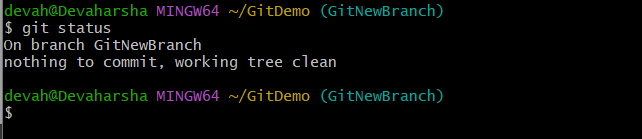 devah@Devaharsha MINGW64 ~/GitDemo (GitNewBranch)
$ git status
On branch GitNewBranch
nothing to commit, working tree clean
devah@Devaharsha MINGW64 ~/GitDemo (GitNewBranch)
$